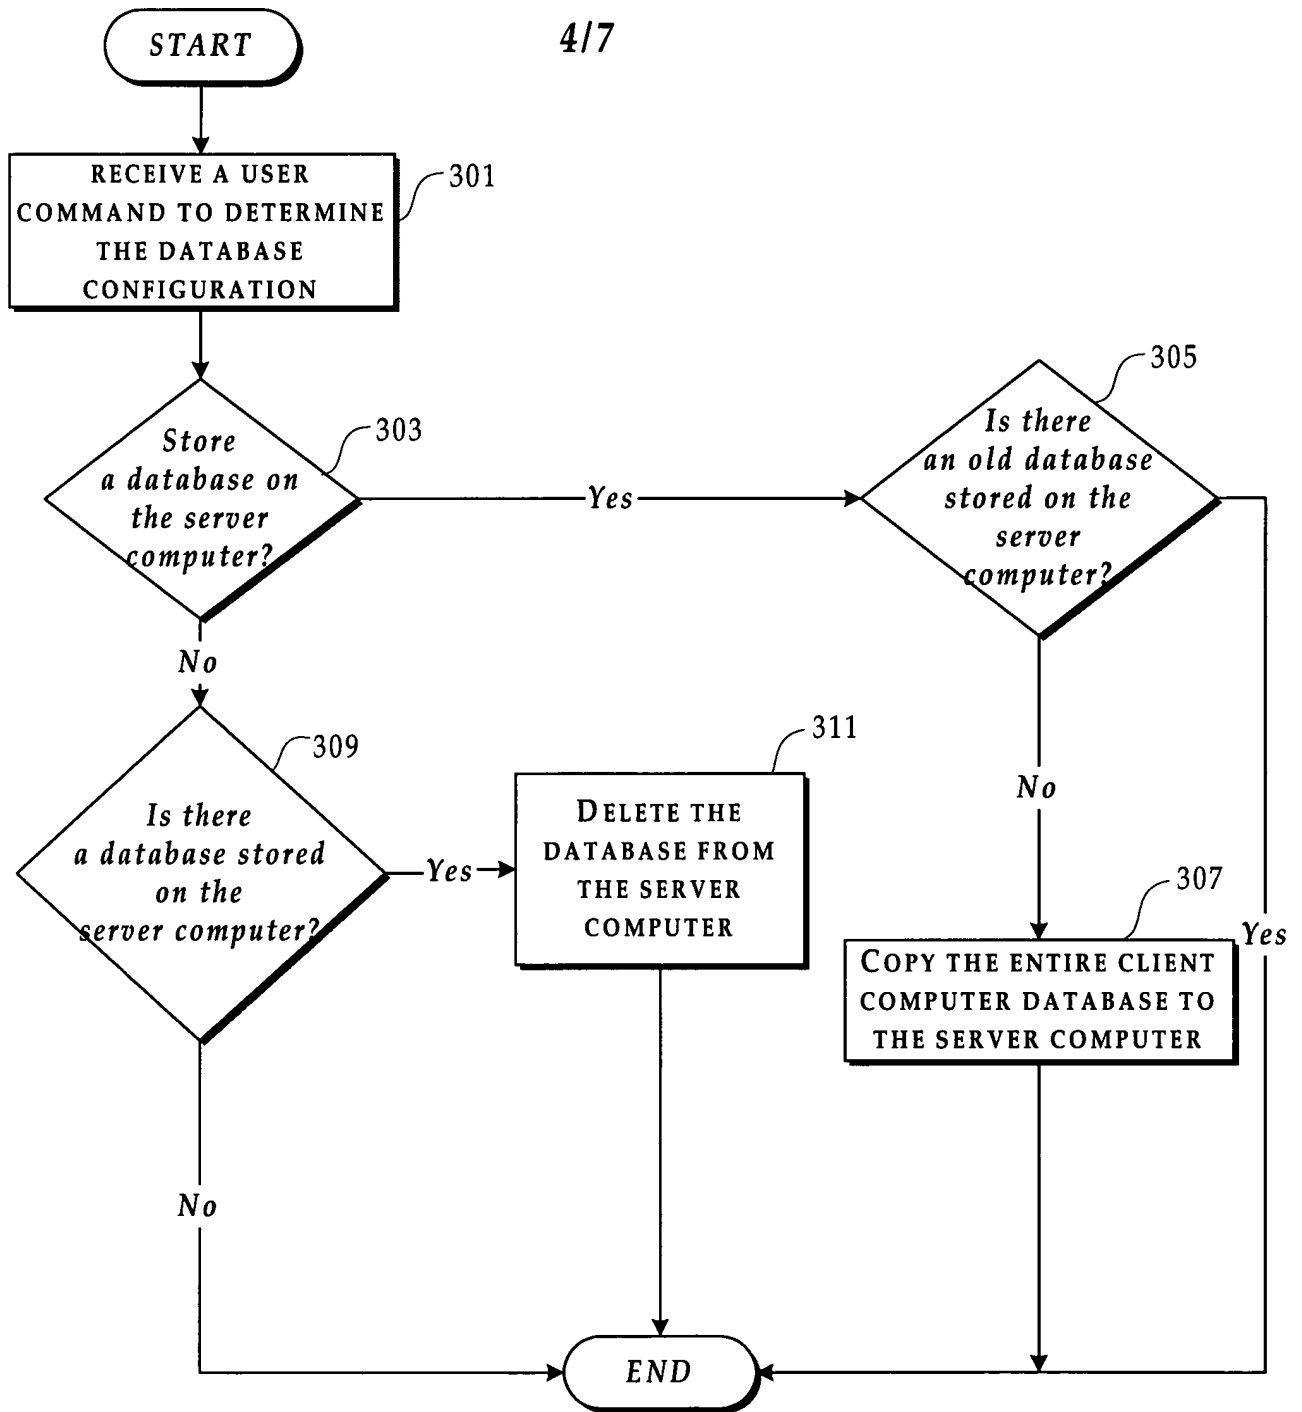 START
4/7
RECEIVE A USER
COMMAND TO DETERMINE
THE DATABASE
CONFIGURATION
301
Store
a database on
the server
computer?
303
Yes
Is there
an old database
stored on the
server
computer?
305
No
Is there
a database stored
on the
server computer?
309
Yes
DELETE THE
DATABASE FROM
THE SERVER
COMPUTER
311
No
COPY THE ENTIRE CLIENT
COMPUTER DATABASE TO
THE SERVER COMPUTER
307
Yes
No
END